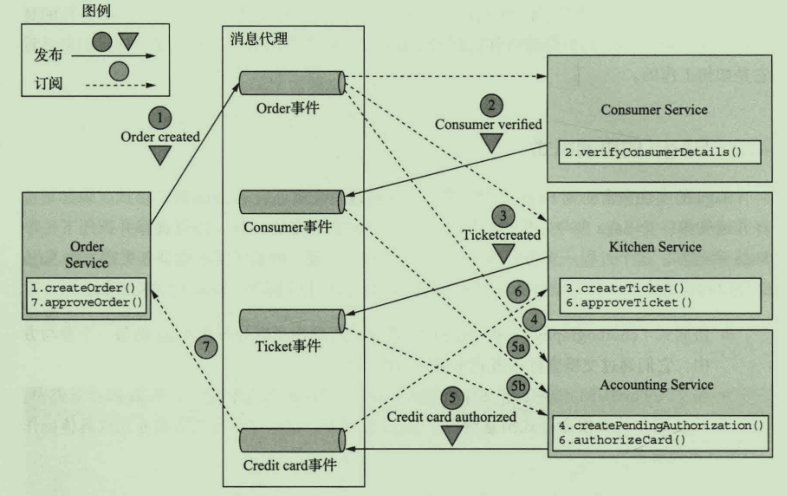 图例
发布
订阅
消息代理
Order事件
1
Order created
2
Consumer verified
Consumer Service
2.verifyConsumerDetails()
Consumer事件
3
Ticketcreated
Kitchen Service
3.createTicket()
6.approveTicket()
Order
Service
1.createOrder()
7.approveOrder()
6
4
Ticket事件
7
5a
5b
Accounting Service
4.createPendingAuthorization()
6.authorizeCard()
5
Credit card authorized
Credit card事件